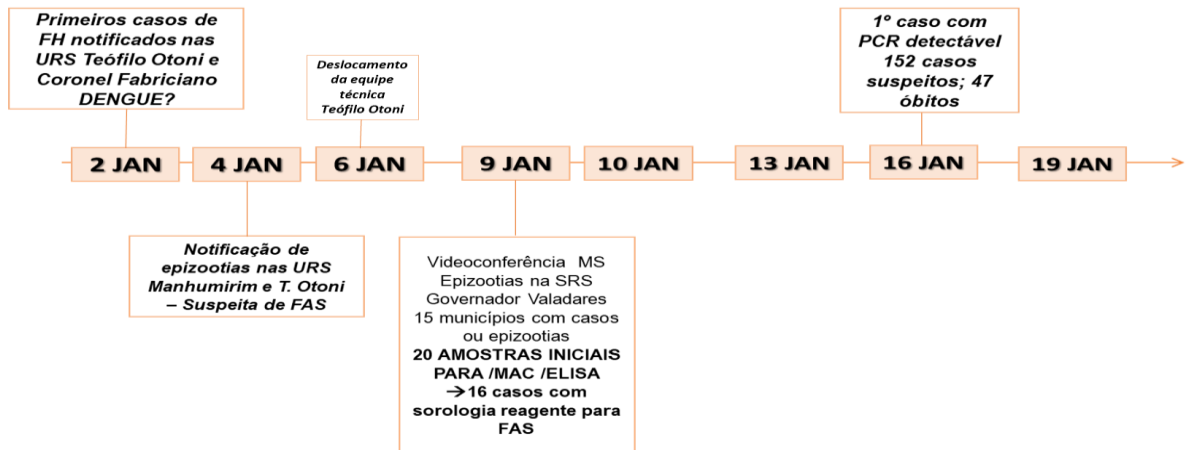 Primeiros casos de
FH notificados nas
URS Teófilo Otoni e
Coronel Fabriciano
DENGUE?
Deslocamento
da equipe
técnica
Teófilo Otoni
1º caso com
PCR detectável
152 casos
suspeitos; 47
óbitos
2 JAN
4 JAN
6 JAN
9 JAN
10 JAN
13 JAN
16 JAN
19 JAN
Notificação de
epizootias nas URS
Manhumirim e T. Otoni
– Suspeita de FAS
Videoconferência MS
Epizootias na SRS
Governador Valadares
15 municípios com casos
ou epizootias
20 AMOSTRAS INICIAIS
PARA /MAC /ELISA
→16 casos com
sorologia reagente para
FAS